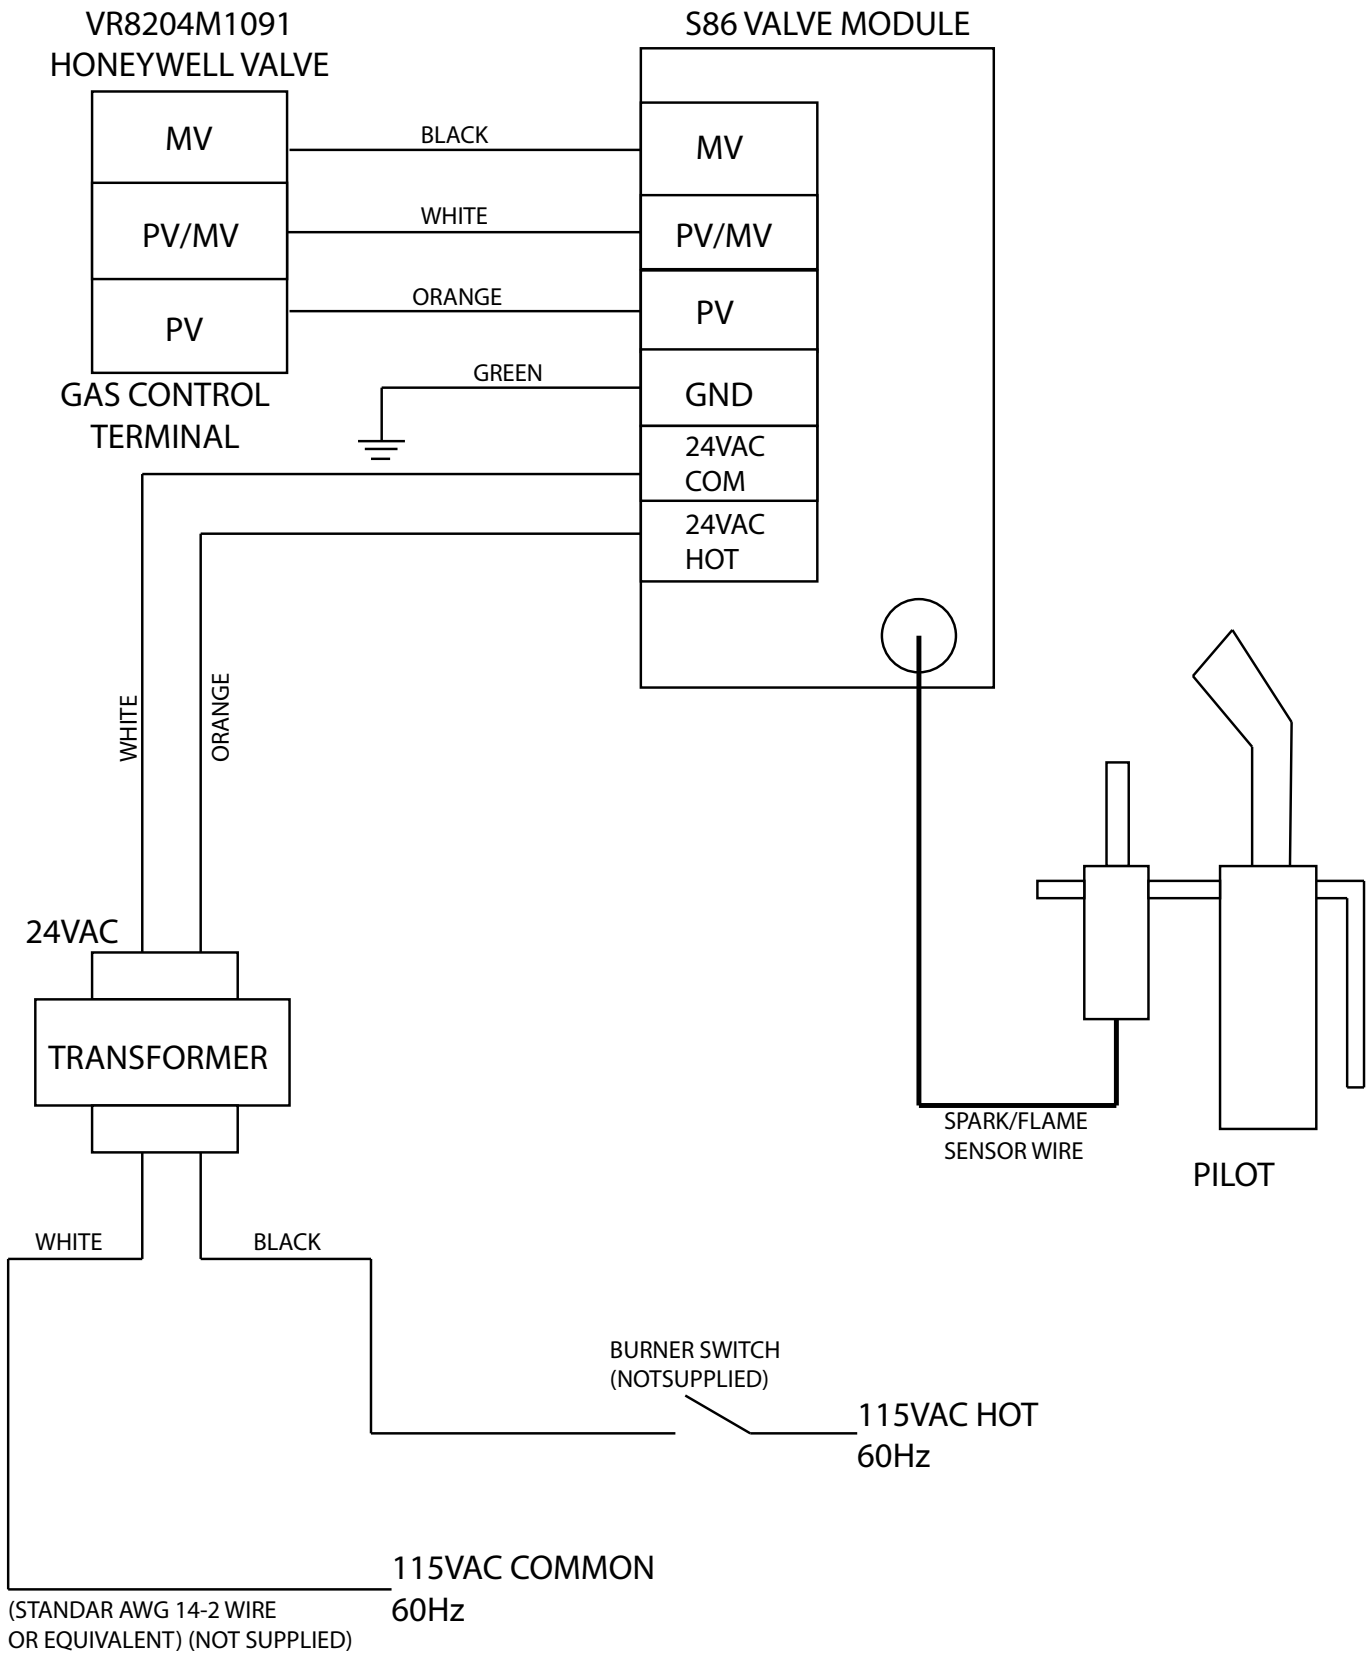 VR8204M1091
HONEYWELL VALVE
S86 VALVE MODULE
MV
BLACK
MV
PV/MV
WHITE
PV/MV
PV
ORANGE
PV
GAS CONTROL
TERMINAL
GREEN
GND
24VAC
COM
24VAC
HOT
WHITE
ORANGE
24VAC
TRANSFORMER
SPARK/FLAME
SENSOR WIRE
PILOT
WHITE
BLACK
BURNER SWITCH
(NOTSUPPLIED)
115VAC HOT
60Hz
115VAC COMMON
60Hz
(STANDAR AWG 14-2 WIRE
OR EQUIVALENT) (NOT SUPPLIED)